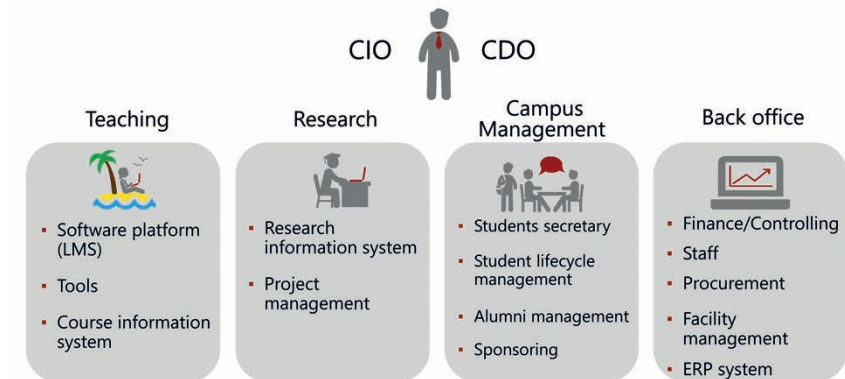 CIO
CDO
Teaching
Software platform
(LMS)
Tools
Course information
system
Research
Research
information system
Project
management
Campus
Management
Students secretary
Student lifecycle
management
Alumni management
Sponsoring
Back office
Finance/Controlling
Staff
Procurement
Facility
management
ERP system